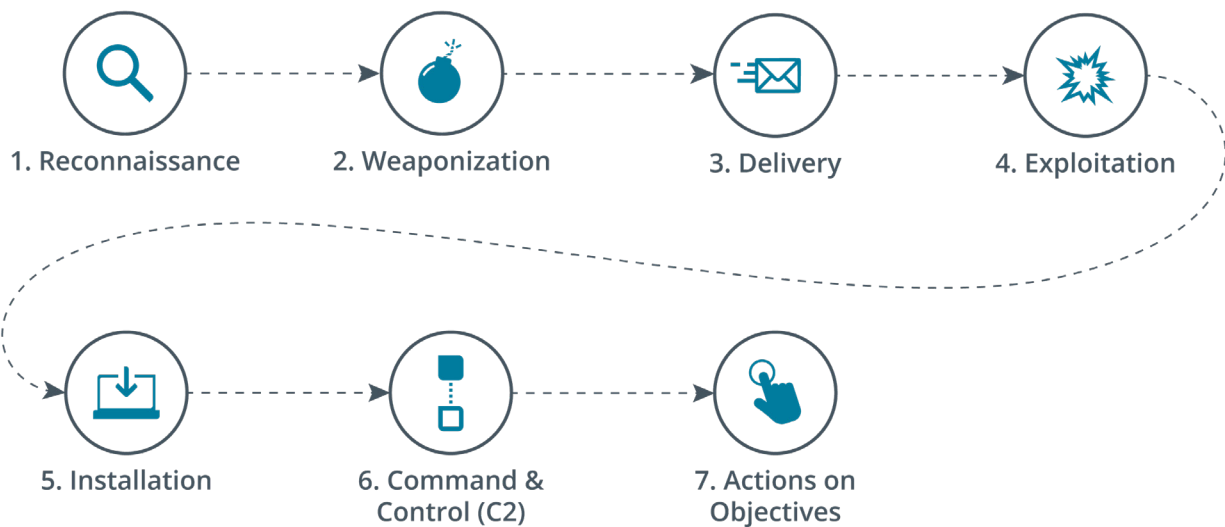 1. Reconnaissance
2. Weaponization
3. Delivery
4. Exploitation
5. Installation
6. Command &
Control (C2)
7. Actions on
Objectives